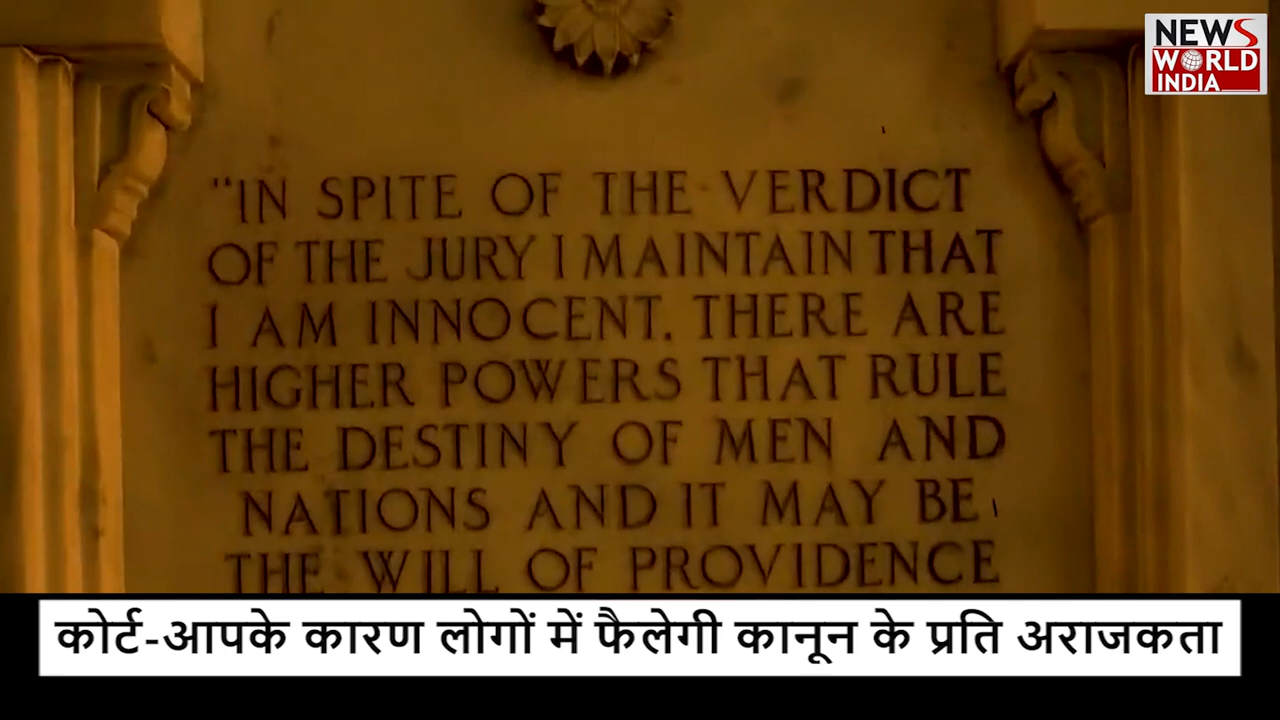 NEWS
WORLD
INDIA
"IN SPITE OF THE VERDICT
OF THE JURY I MAINTAIN THAT
I AM INNOCENT. THERE ARE
HIGHER POWERS THAT RULE
THE DESTINY OF MEN AND
NATIONS AND IT MAY BE
THE WILL OF PROVIDENCE
कोर्ट-आपके कारण लोगों में फैलेगी कानून के प्रति अराजकता